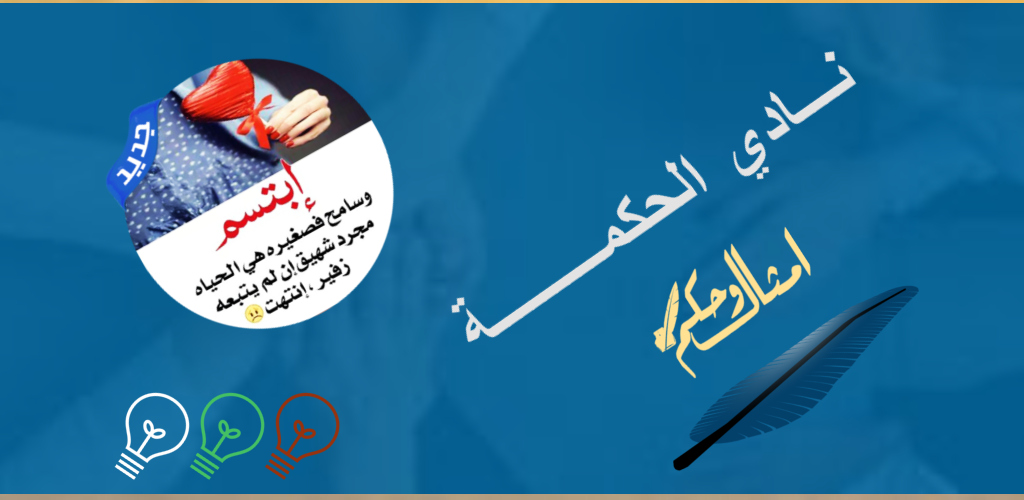 نادي الحكمة
امثال وحكم
جديد
إبتسم
وسامح فصغيره هي الحياه
مجرد شهيق إن لم يتبعه
زفير ، إنتهت